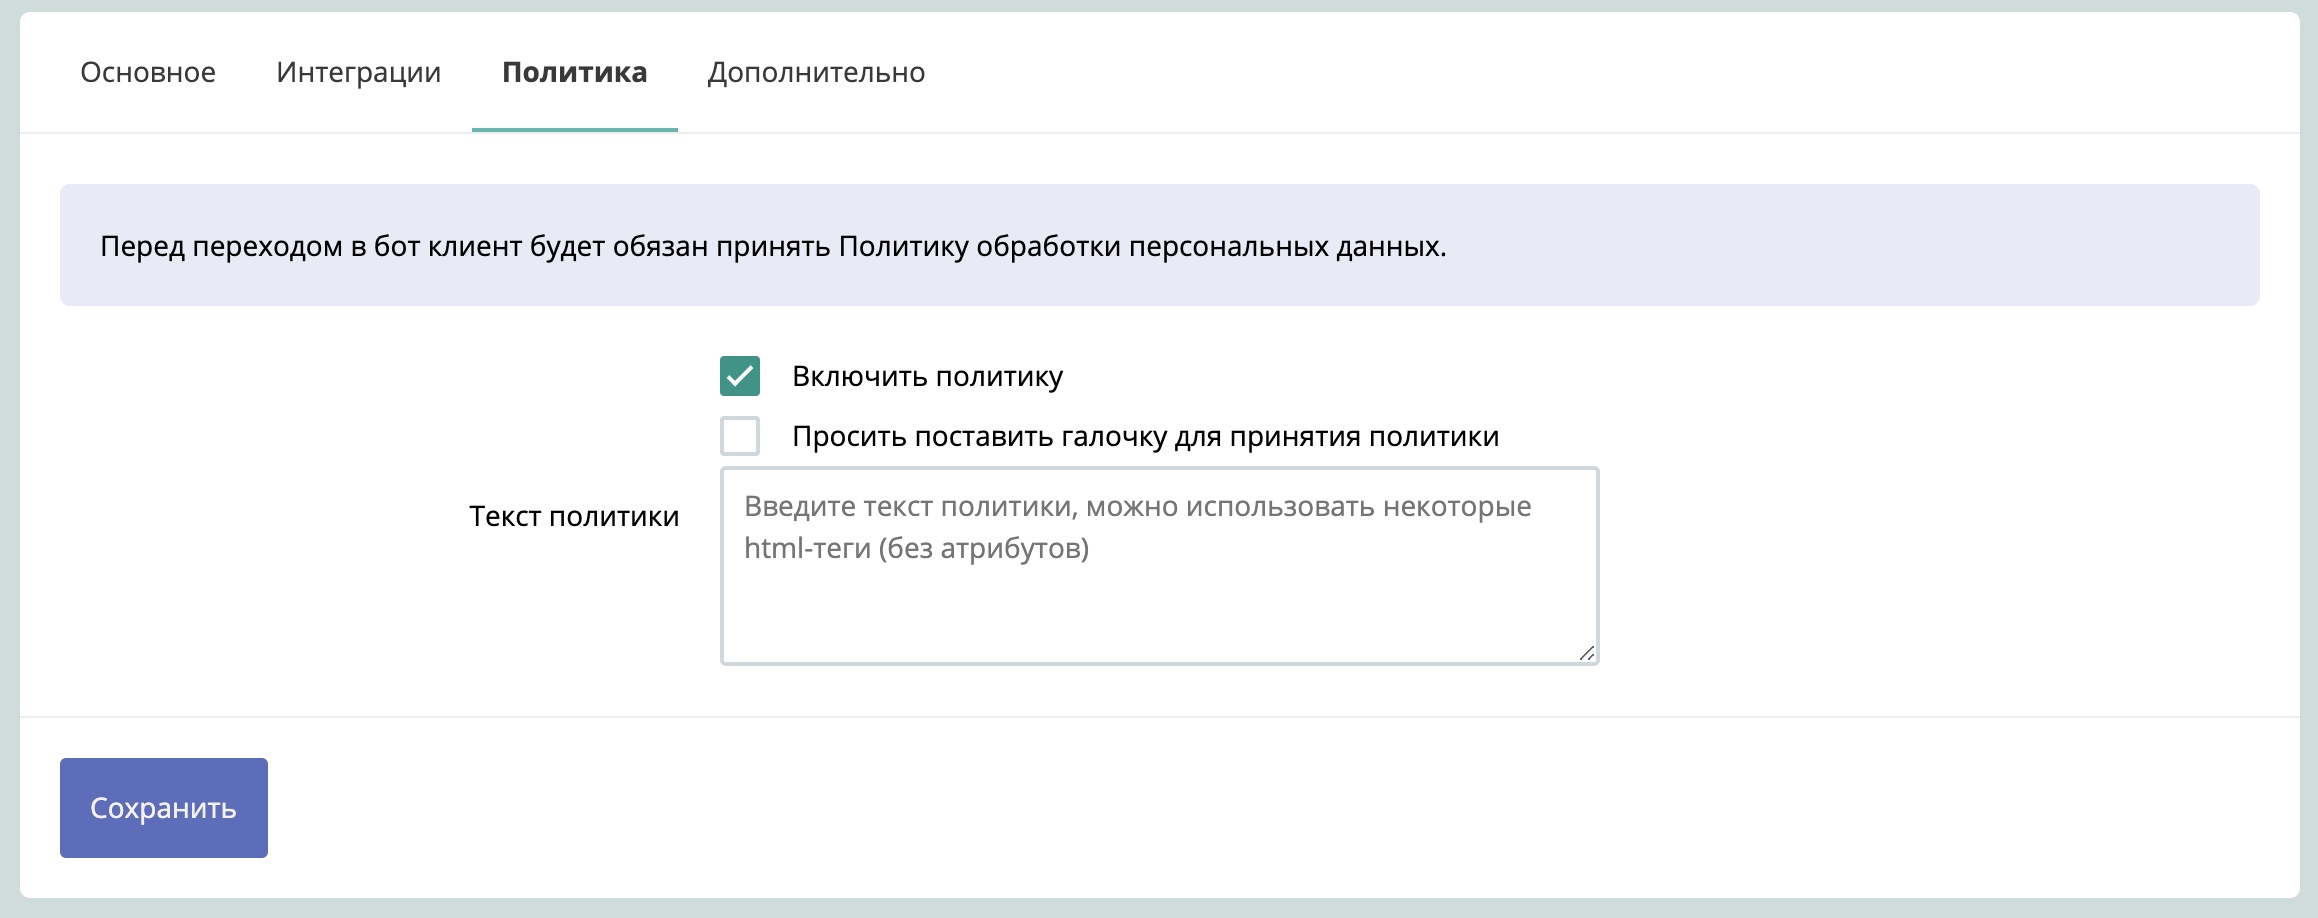 Основное Интеграции Политика Дополнительно
Перед переходом в бот клиент будет обязан принять Политику обработки персональных данных.
Включить политику
Просить поставить галочку для принятия политики
Текст политики
Введите текст политики, можно использовать некоторые
html-теги (без атрибутов)
Сохранить